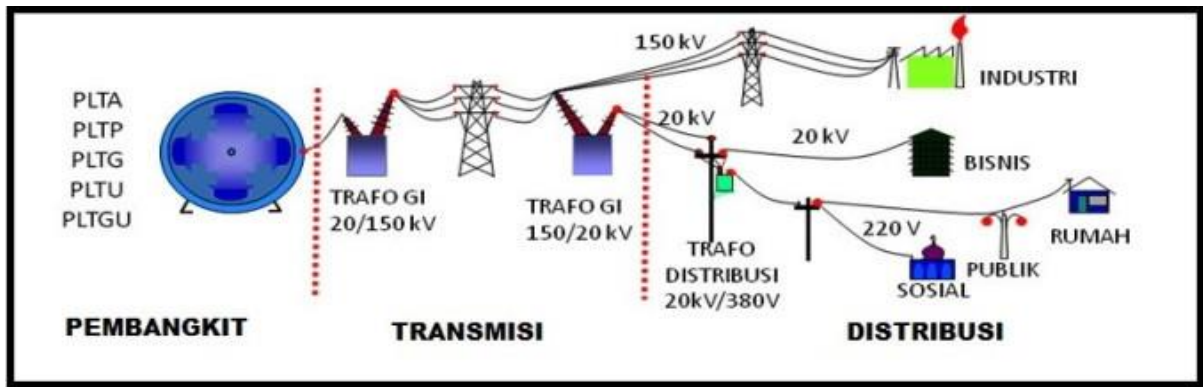 PLTA
PLTP
PLTG
PLTU
PLTGU
TRAFO GI
20/150 kV
TRAFO GI
150/20 kV
150 kV
INDUSTRI
20 kV
20 kV
BISNIS
TRAFO
DISTRIBUSI
20kV/380V
220 V
RUMAH
PUBLIK
SOSIAL
PEMBANGKIT
TRANSMISI
DISTRIBUSI